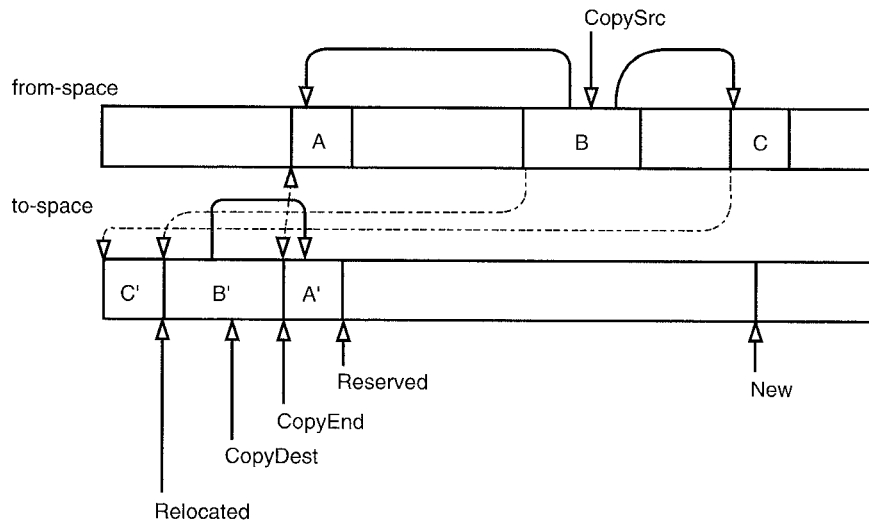 CopySrc
from-space
A
B
C
to-space
C'
B'
A'
Reserved
New
CopyEnd
CopyDest
Relocated